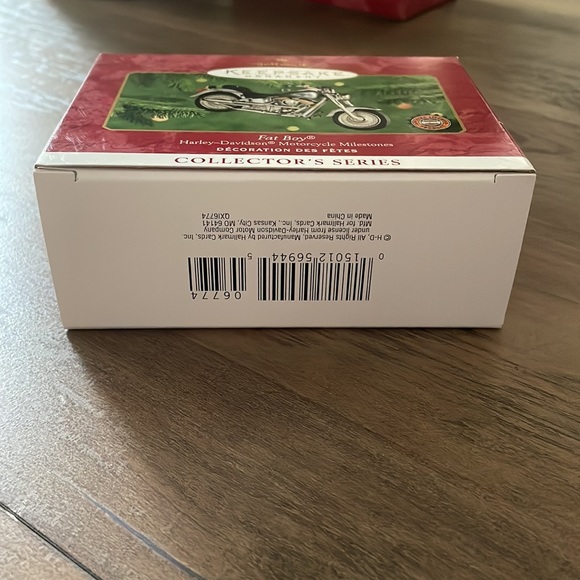 Hallmark
KEEPSAKE
ORNAMENT
Fat Boy®
Harley-Davidson® Motorcycle Milestones
DÉCORATION DES FÊTES
COLLECTOR'S SERIES
© H-D, All Rights Reserved, Manufactured by Hallmark Cards, Inc,
under license from Harley-Davidson Motor Company
Mfd. for Hallmark Cards, Inc., Kansas City, MO 64141
Made in China QXI6774
0 15012 56944 5
06774